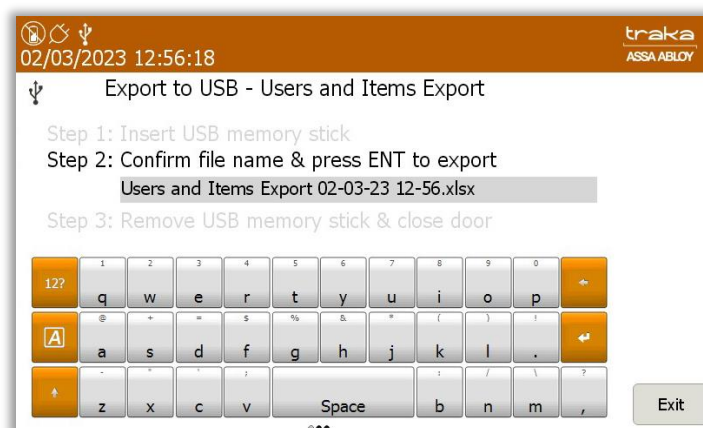 traka
02/03/2023 12:56:18
ASSA ABLOY
Export to USB - Users and Items Export
Step 1: Insert USB memory stick
Step 2: Confirm file name & press ENT to export
Users and Items Export 02-03-23 12-56.xlsx
Step 3: Remove USB memory stick & close door
1 2 3 4 5 6 7 8 9 0
12? q w e r t y u i o p
@ + = $ % & * ( ) !
A a s d f g h j k l .
- ; : / \ ?
z x c v Space b n m ,
Exit